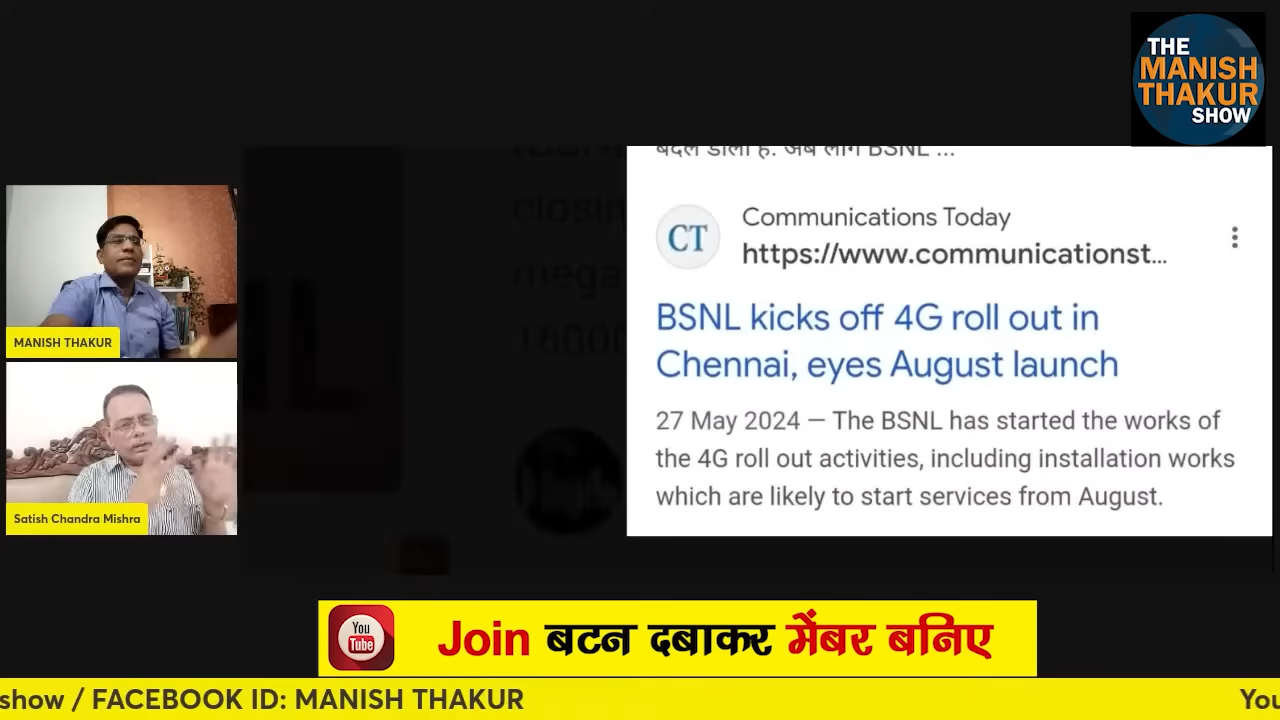 THE
MANISH
THAKUR
SHOW
बदल डाली है. अब लोग BSNL ...
CT
Communications Today
https://www.communicationst...
BSNL kicks off 4G roll out in
Chennai, eyes August launch
27 May 2024 — The BSNL has started the works of
the 4G roll out activities, including installation works
which are likely to start services from August.
MANISH THAKUR
Satish Chandra Mishra
You
Tube
Join बटन दबाकर मेंबर बनिए
show / FACEBOOK ID: MANISH THAKUR